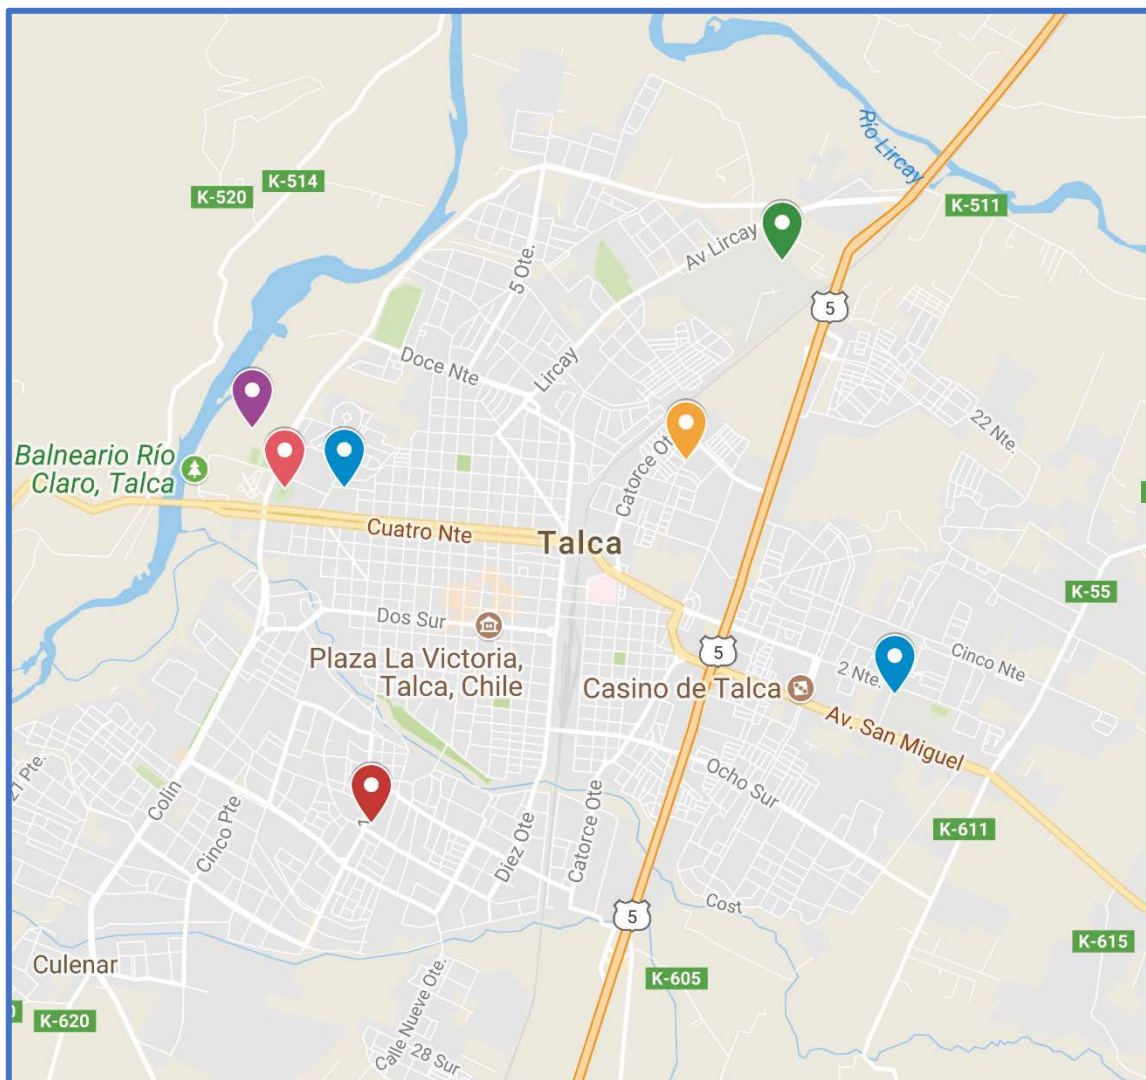 Río Lircay
K-514
K-520
K-511
Av Lircay
5 Ote.
5
Doce Nte
Lircay
22 Nte.
Catorce Ote
Balneario Río
Claro, Talca
Cuatro Nte
Talca
K-55
Dos Sur
Plaza La Victoria,
Talca, Chile
5
Casino de Talca
2 Nte.
Cinco Nte
Av. San Miguel
21 Pte.
Colin
Cinco Pte
1
Diez Ote
Catorce Ote
Ocho Sur
K-611
Cost
5
K-615
Culenar
K-605
K-620
Calle Nueve Ote.
28 Sur